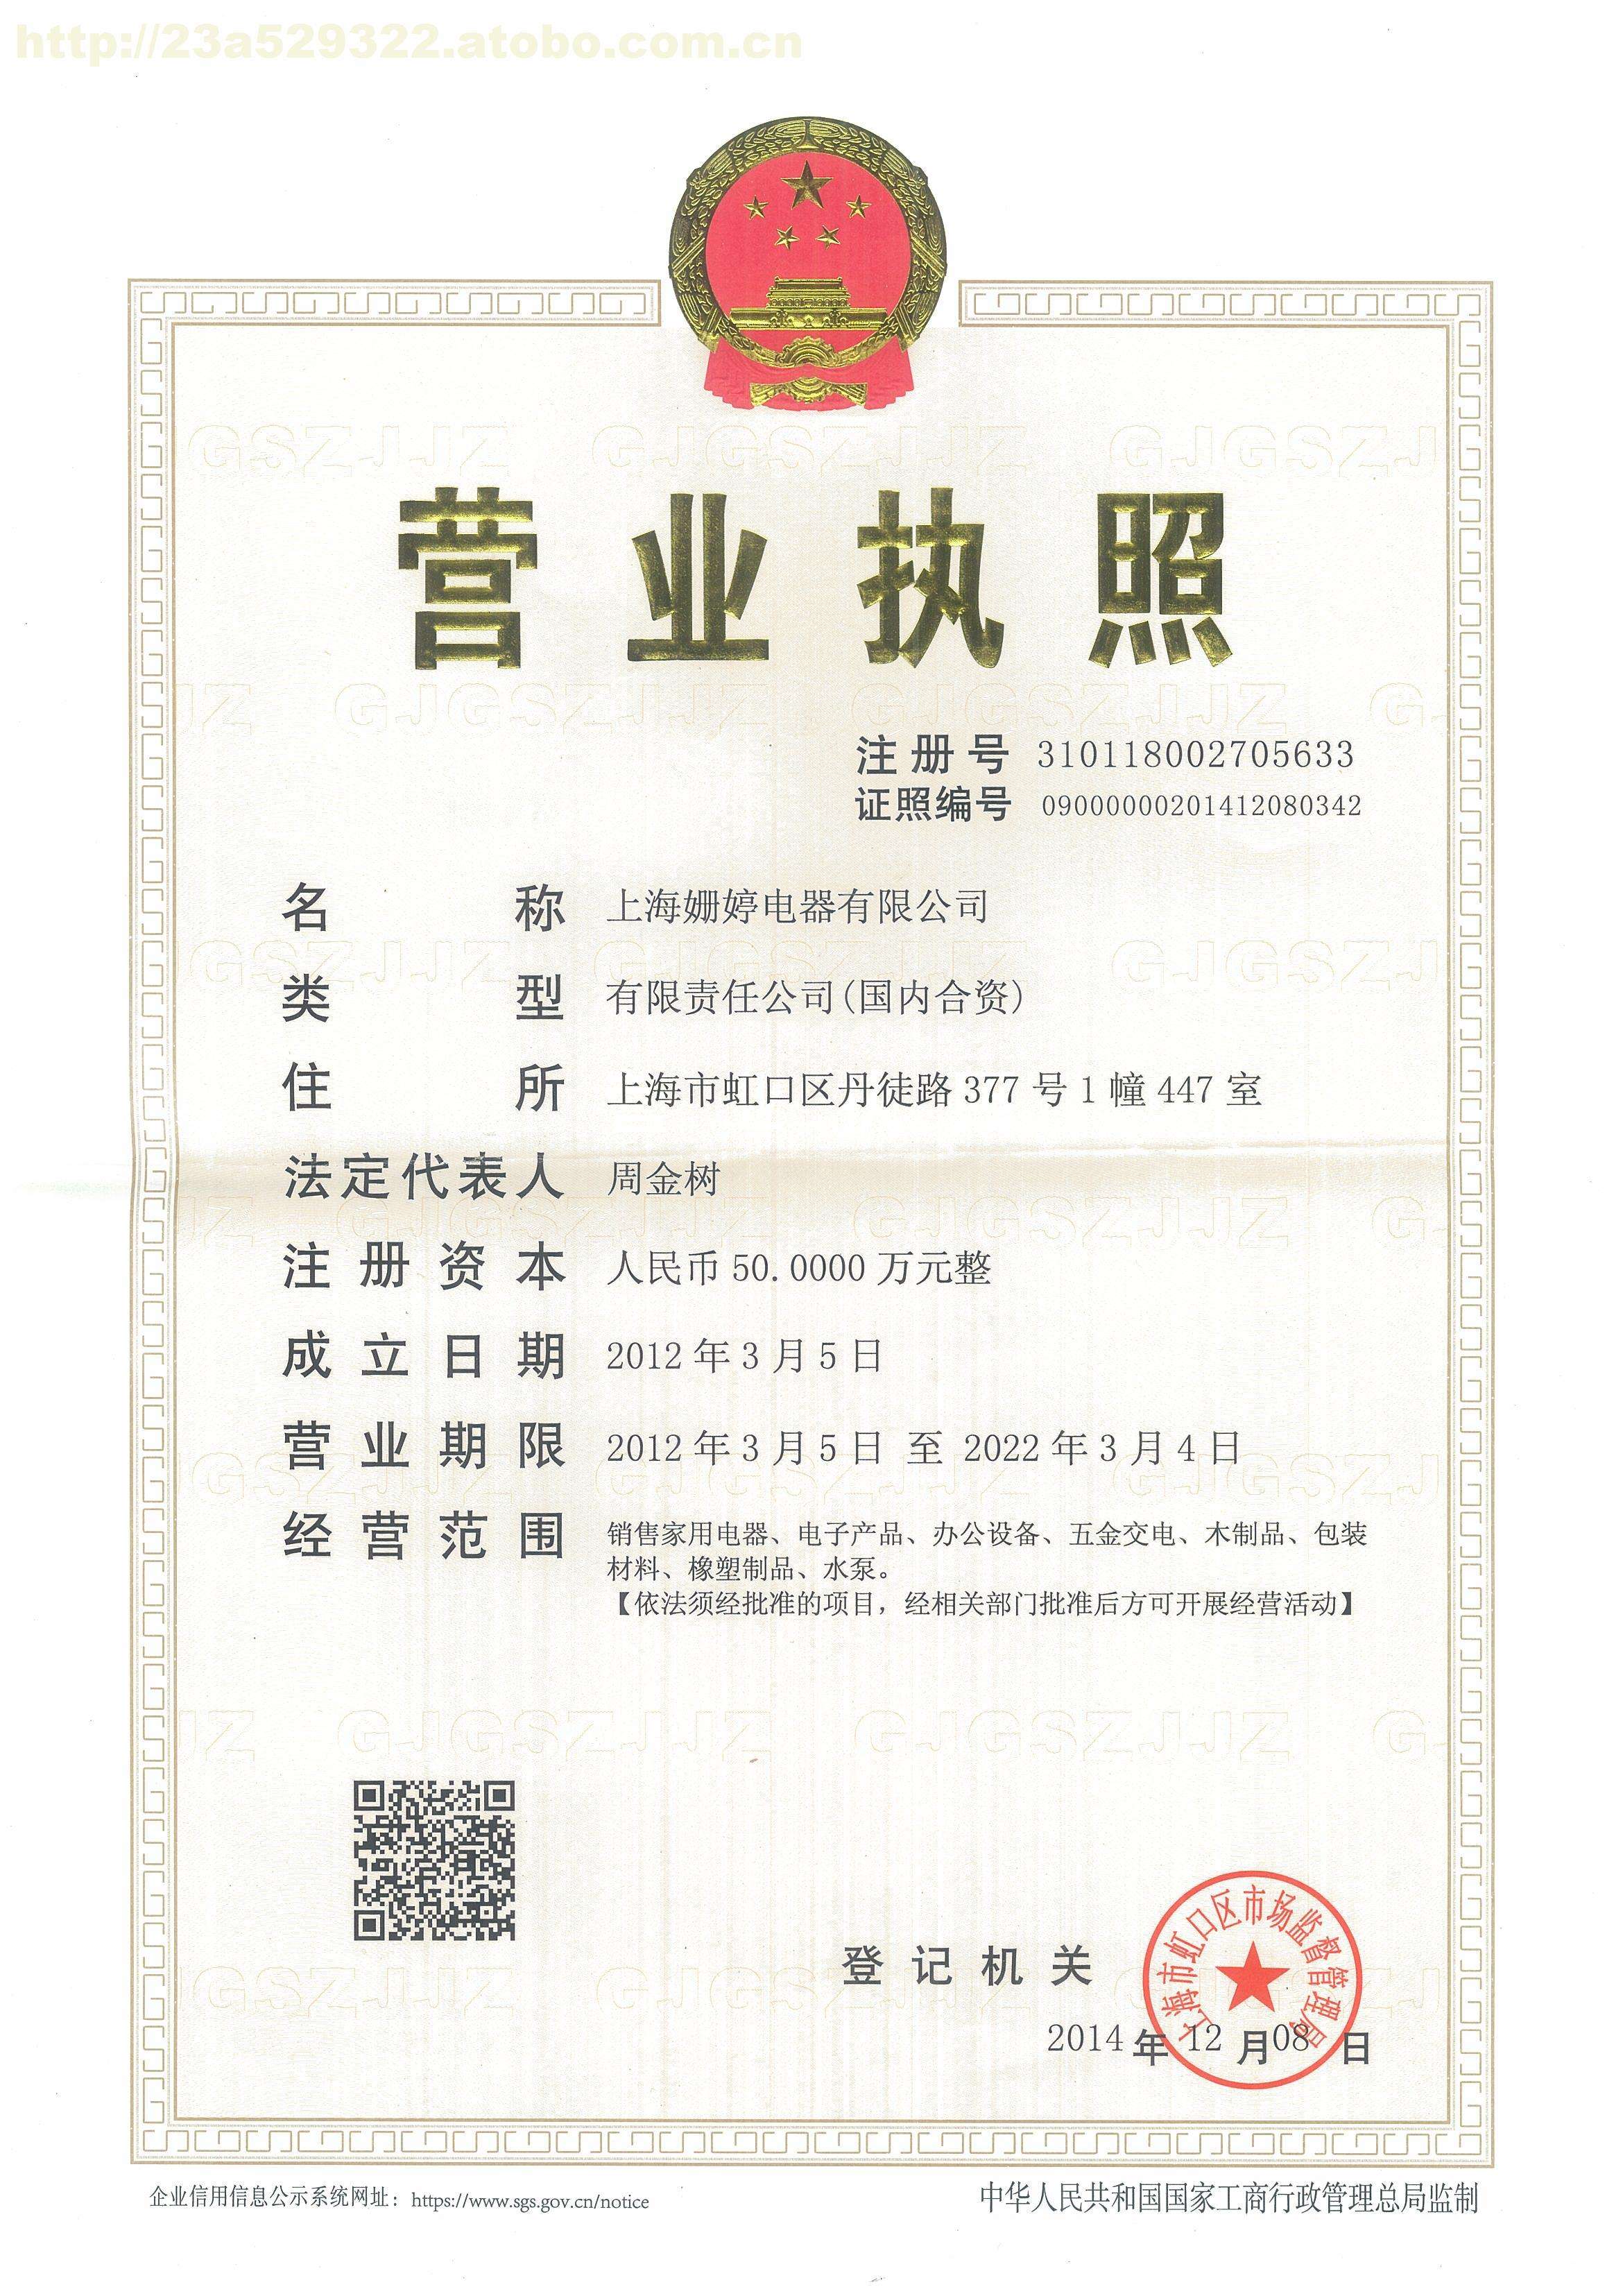 http://23a529322.atobo.com.cn
营业执照
注册号 310118002705633
证照编号 09000000201412080342
名称 上海姗婷电器有限公司
类型 有限责任公司(国内合资)
住所 上海市虹口区丹徒路 377 号 1 幢 447 室
法定代表人 周金树
注册资本 人民币 50.0000 万元整
成立日期 2012 年 3 月 5 日
营业期限 2012 年 3 月 5 日 至 2022 年 3 月 4 日
经营范围 销售家用电器、电子产品、办公设备、五金交电、木制品、包装
材料、橡塑制品、水泵。
【依法须经批准的项目，经相关部门批准后方可开展经营活动】
登记机关
上海市虹口区市场监督管理局
2014 年 12 月 08 日
企业信用信息公示系统网址：https://www.sgs.gov.cn/notice
中华人民共和国国家工商行政管理总局监制